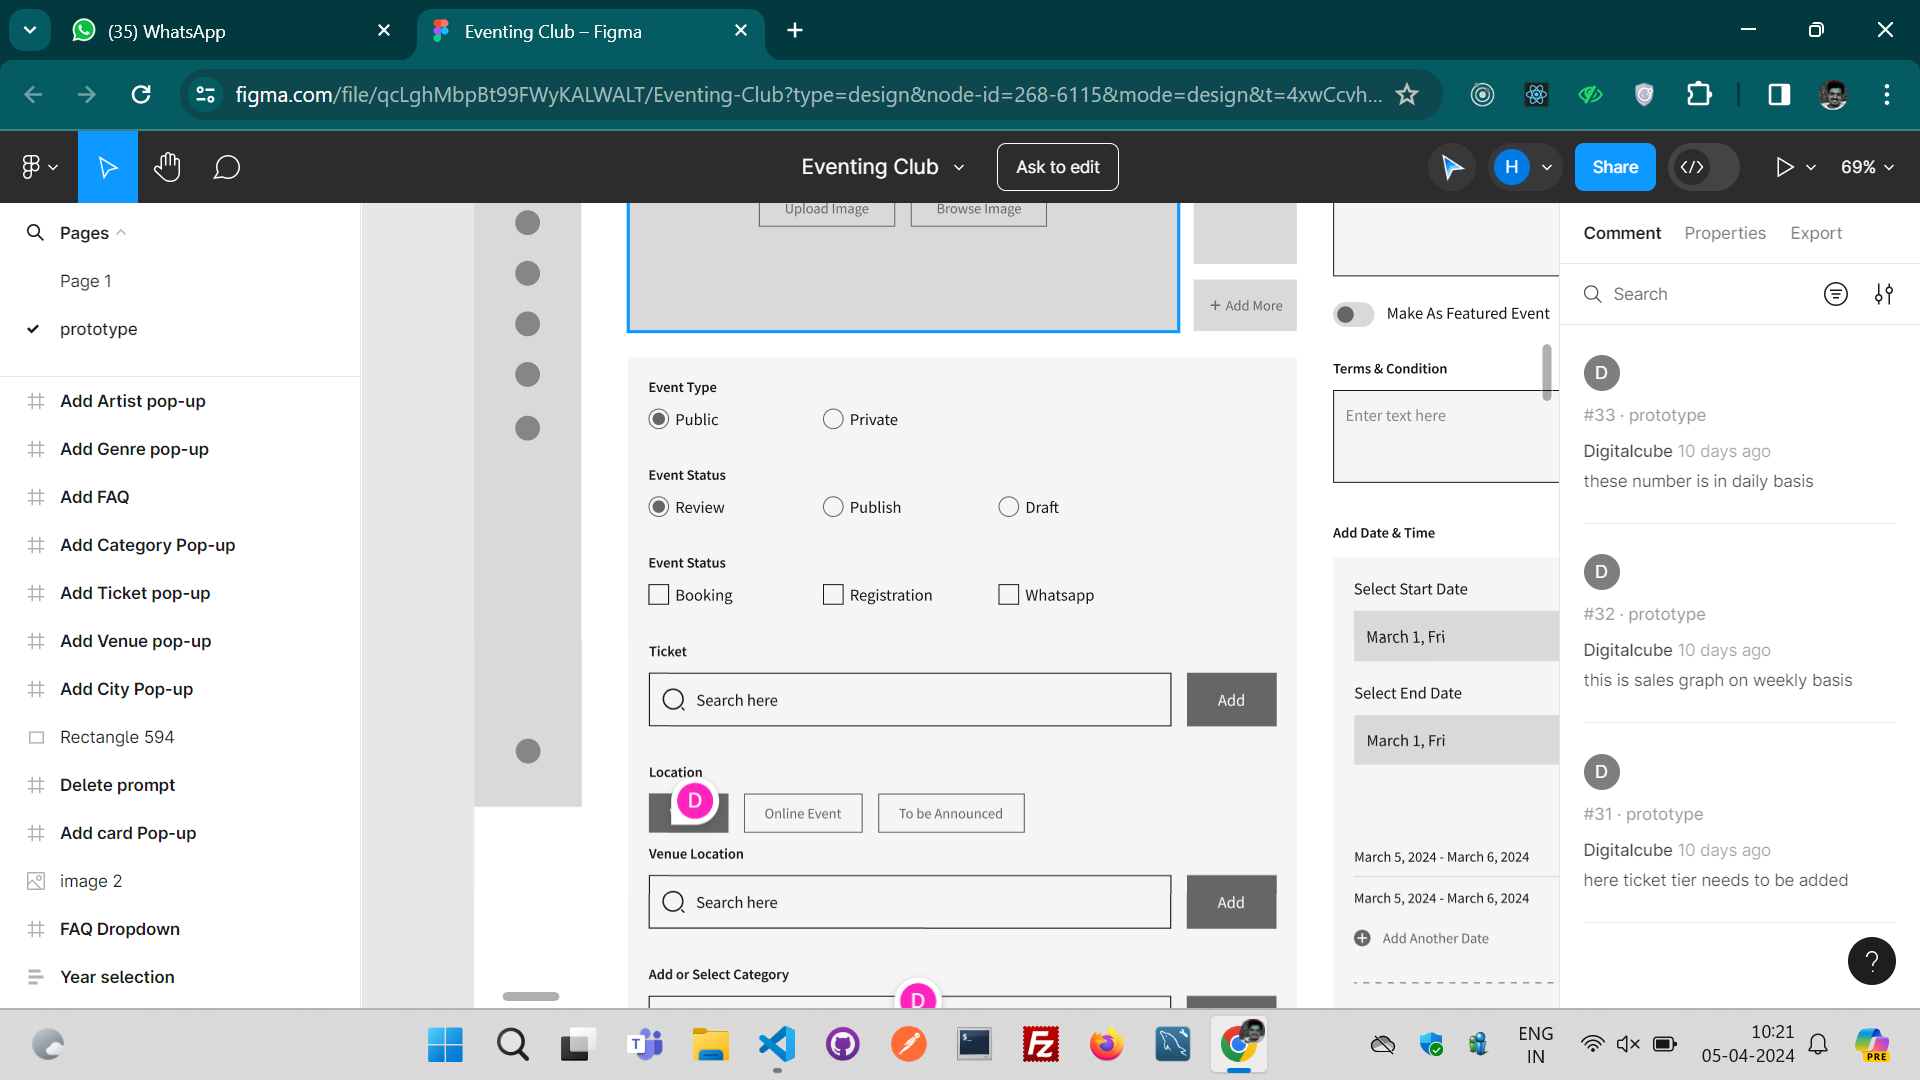 (35) WhatsApp
Eventing Club – Figma
figma.com/file/qcLghMbpBt99FWyKALWALT/Eventing-Club?type=design&node-id=268-6115&mode=design&t=4xwCcvh...
Eventing Club
Ask to edit
H
Share
69%
Pages
Page 1
prototype
Add Artist pop-up
Add Genre pop-up
Add FAQ
Add Category Pop-up
Add Ticket pop-up
Add Venue pop-up
Add City Pop-up
Rectangle 594
Delete prompt
Add card Pop-up
image 2
FAQ Dropdown
Year selection
Upload Image
Browse Image
+ Add More
Event Type
Public
Private
Event Status
Review
Publish
Draft
Event Status
Booking
Registration
Whatsapp
Ticket
Search here
Add
Location
D
Online Event
To be Announced
Venue Location
Search here
Add
Add or Select Category
D
Make As Featured Event
Terms & Condition
Enter text here
Add Date & Time
Select Start Date
March 1, Fri
Select End Date
March 1, Fri
March 5, 2024 - March 6, 2024
March 5, 2024 - March 6, 2024
Add Another Date
Comment
Properties
Export
Search
D
#33 · prototype
Digitalcube 10 days ago
these number is in daily basis
D
#32 · prototype
Digitalcube 10 days ago
this is sales graph on weekly basis
D
#31 · prototype
Digitalcube 10 days ago
here ticket tier needs to be added
?
ENG
IN
10:21
05-04-2024
PRE